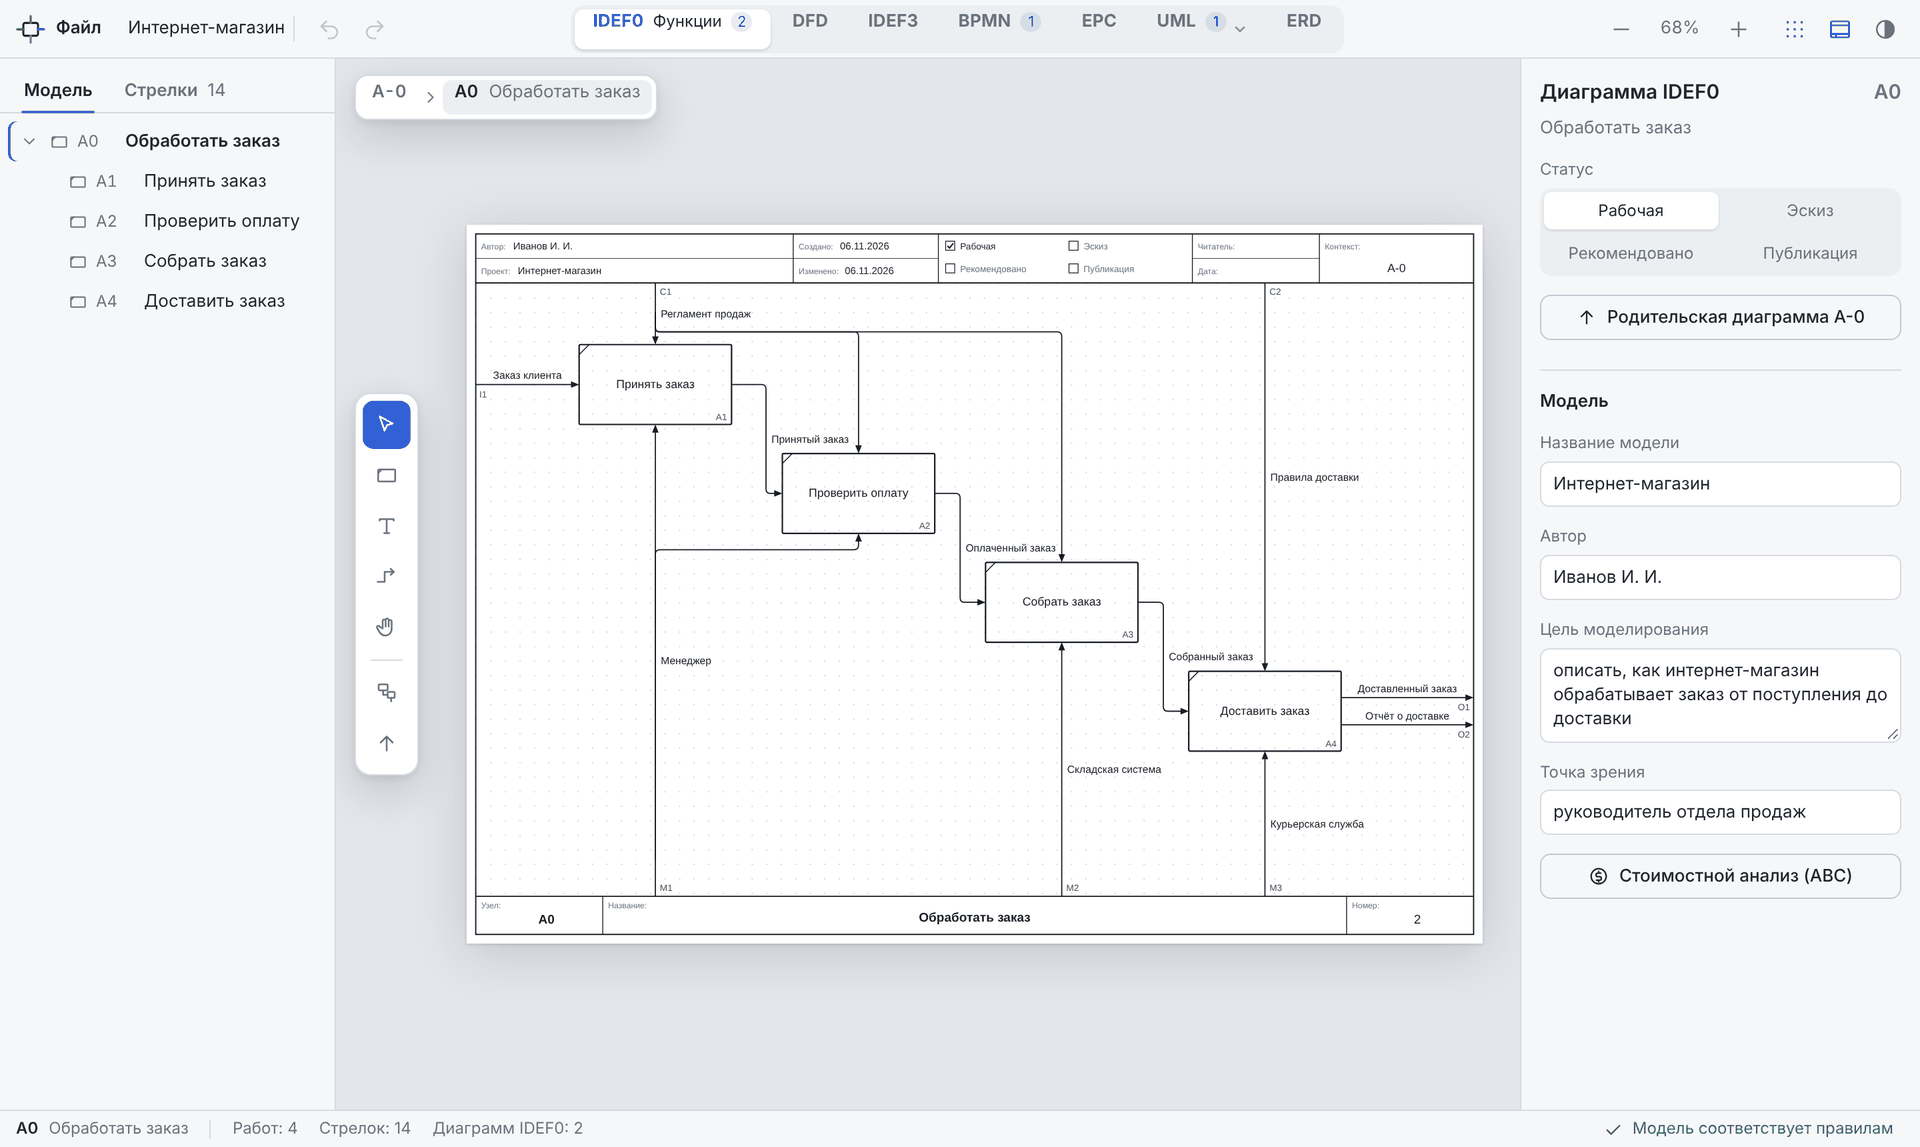 Файл
Интернет-магазин
IDEF0 Функции 2
DFD
IDEF3
BPMN 1
EPC
UML 1
ERD
68%
Модель
Стрелки 14
A0 Обработать заказ
A1 Принять заказ
A2 Проверить оплату
A3 Собрать заказ
A4 Доставить заказ
A-0
A0 Обработать заказ
Автор: Иванов И. И.
Создано: 06.11.2026
Рабочая
Эскиз
Читатель:
Контекст:
Проект: Интернет-магазин
Изменено: 06.11.2026
Рекомендовано
Публикация
Дата:
A-0
C1
C2
Регламент продаж
Заказ клиента
I1
Принять заказ
A1
Принятый заказ
Проверить оплату
A2
Правила доставки
Оплаченный заказ
Собрать заказ
A3
Менеджер
Собранный заказ
Доставить заказ
A4
Доставленный заказ
O1
Отчёт о доставке
O2
Складская система
Курьерская служба
M1
M2
M3
Узел:
A0
Название:
Обработать заказ
Номер:
2
Диаграмма IDEF0
A0
Обработать заказ
Статус
Рабочая
Эскиз
Рекомендовано
Публикация
Родительская диаграмма A-0
Модель
Название модели
Интернет-магазин
Автор
Иванов И. И.
Цель моделирования
описать, как интернет-магазин
обрабатывает заказ от поступления до
доставки
Точка зрения
руководитель отдела продаж
Стоимостной анализ (ABC)
A0 Обработать заказ
Работ: 4
Стрелок: 14
Диаграмм IDEF0: 2
Модель соответствует правилам